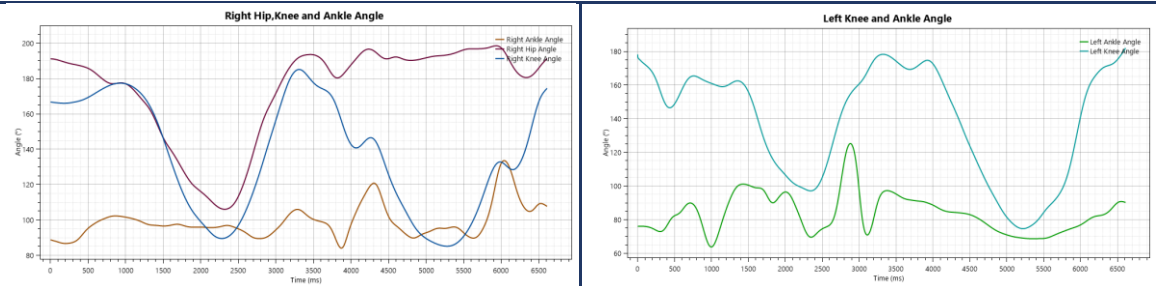 Right Hip,Knee and Ankle Angle
Right Ankle Angle
Right Hip Angle
Right Knee Angle
Angle (°)
200
180
160
140
120
100
80
0 500 1000 1500 2000 2500 3000 3500 4000 4500 5000 5500 6000 6500
Time (ms)
Left Knee and Ankle Angle
Left Ankle Angle
Left Knee Angle
Angle (°)
180
160
140
120
100
80
60
0 500 1000 1500 2000 2500 3000 3500 4000 4500 5000 5500 6000 6500
Time (ms)